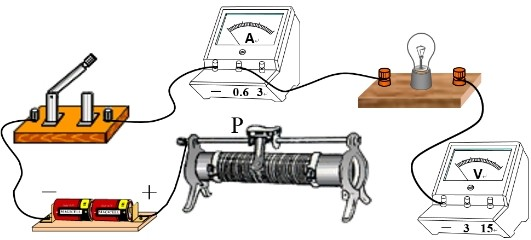 A
— 0.6 3
P
V
— 3 15
— +